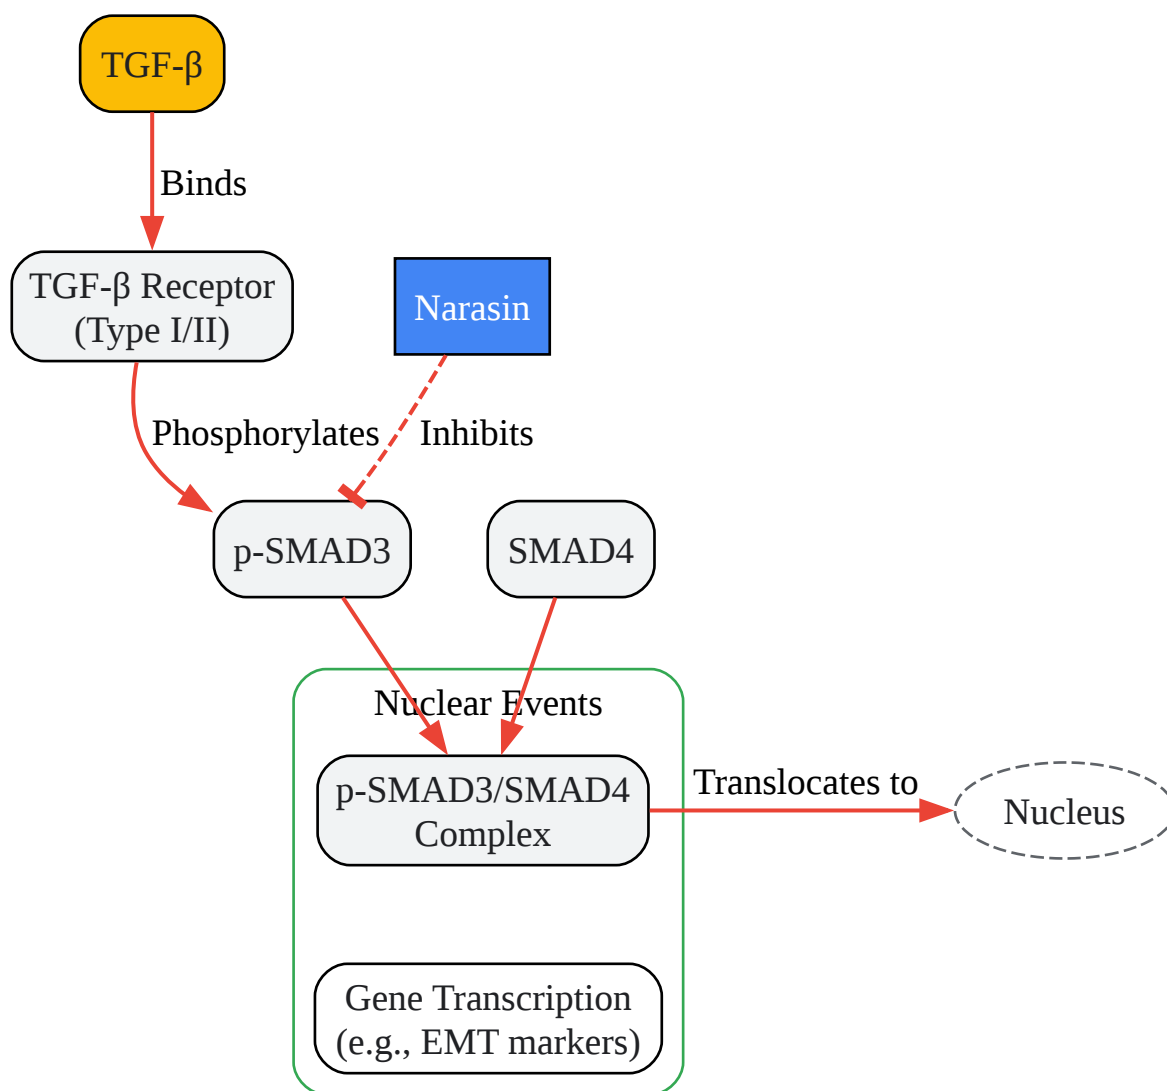 TGF-β
Binds
TGF-β Receptor
(Type I/II)
Narasin
Phosphorylates
Inhibits
p-SMAD3
SMAD4
Nuclear Events
p-SMAD3/SMAD4
Complex
Translocates to
Nucleus
Gene Transcription
(e.g., EMT markers)